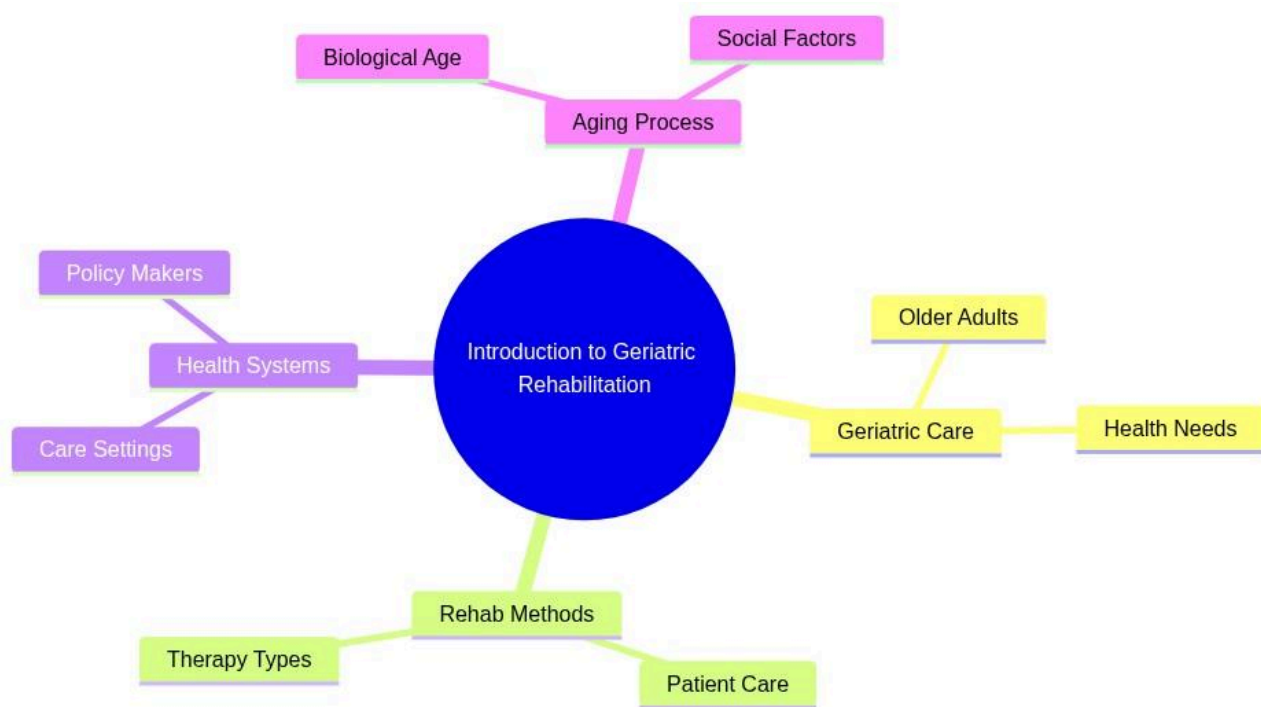 Social Factors
Biological Age
Aging Process
Policy Makers
Health Systems
Care Settings
Introduction to Geriatric
Rehabilitation
Older Adults
Geriatric Care
Health Needs
Rehab Methods
Therapy Types
Patient Care